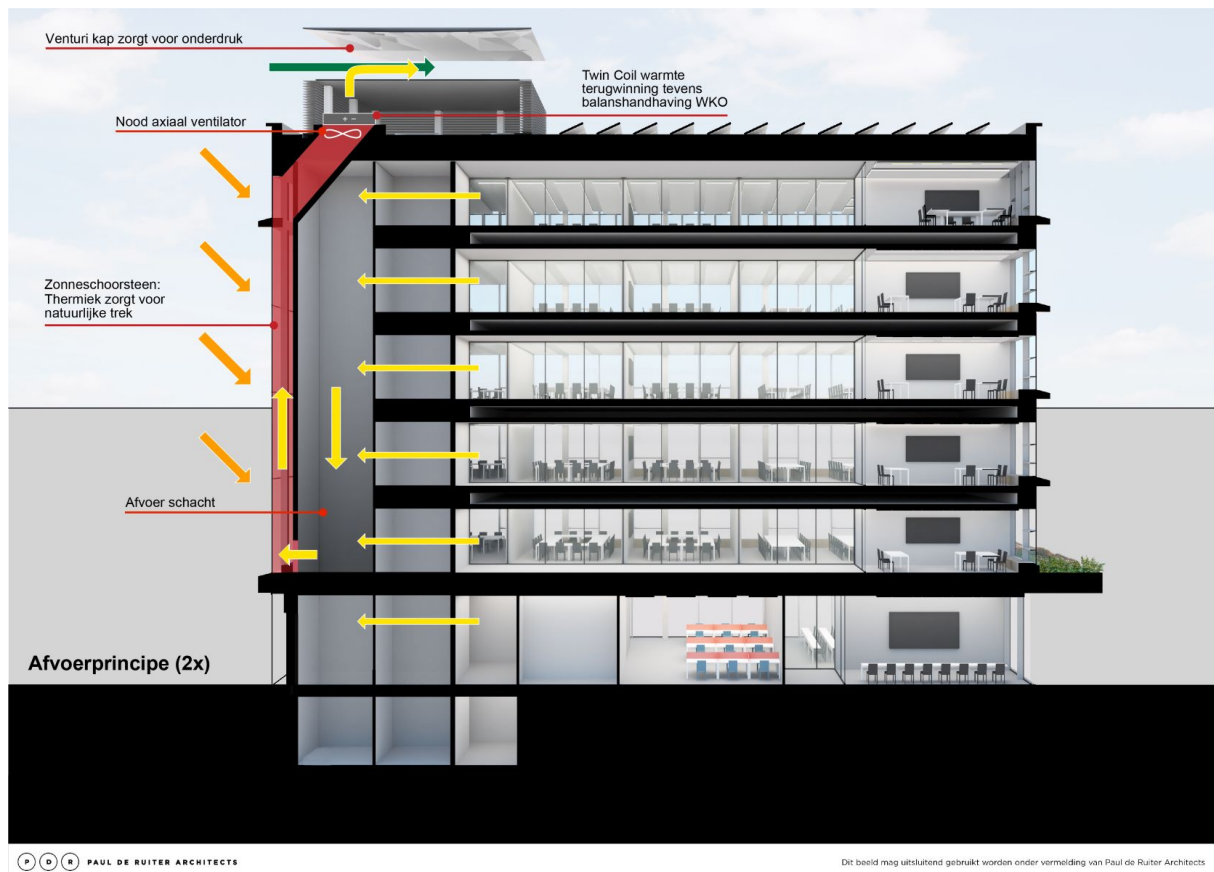 Venturi kap zorgt voor onderdruk
Twin Coil warmte
terugwinning tevens
balanshandhaving WKO
Nood axiaal ventilator
+ -
Zonneschoorsteen:
Thermiek zorgt voor
natuurlijke trek
Afvoer schacht
Afvoerprincipe (2x)
P D R PAUL DE RUITER ARCHITECTS
Dit beeld mag uitsluitend gebruikt worden onder vermelding van Paul de Ruiter Architects